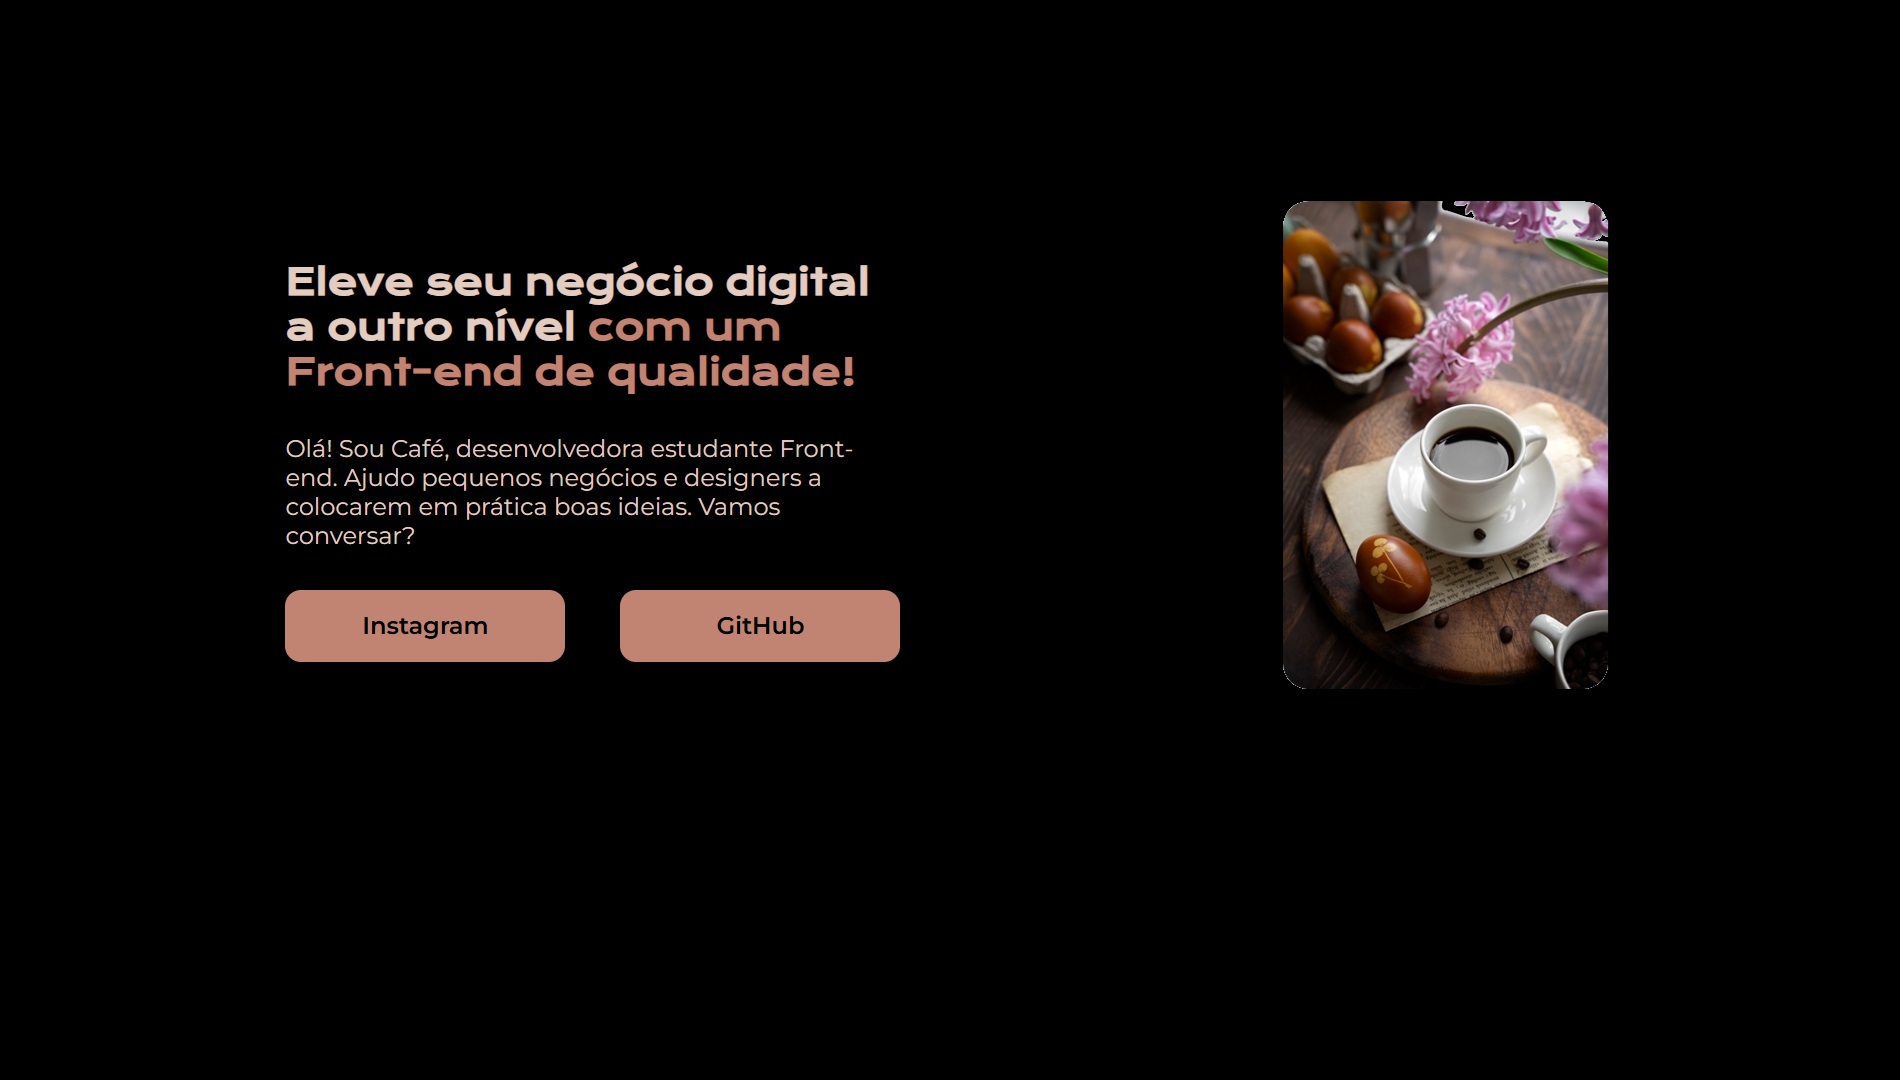 Eleve seu negócio digital
a outro nível com um
Front-end de qualidade!
Olá! Sou Café, desenvolvedora estudante Front-
end. Ajudo pequenos negócios e designers a
colocarem em prática boas ideias. Vamos
conversar?
Instagram
GitHub